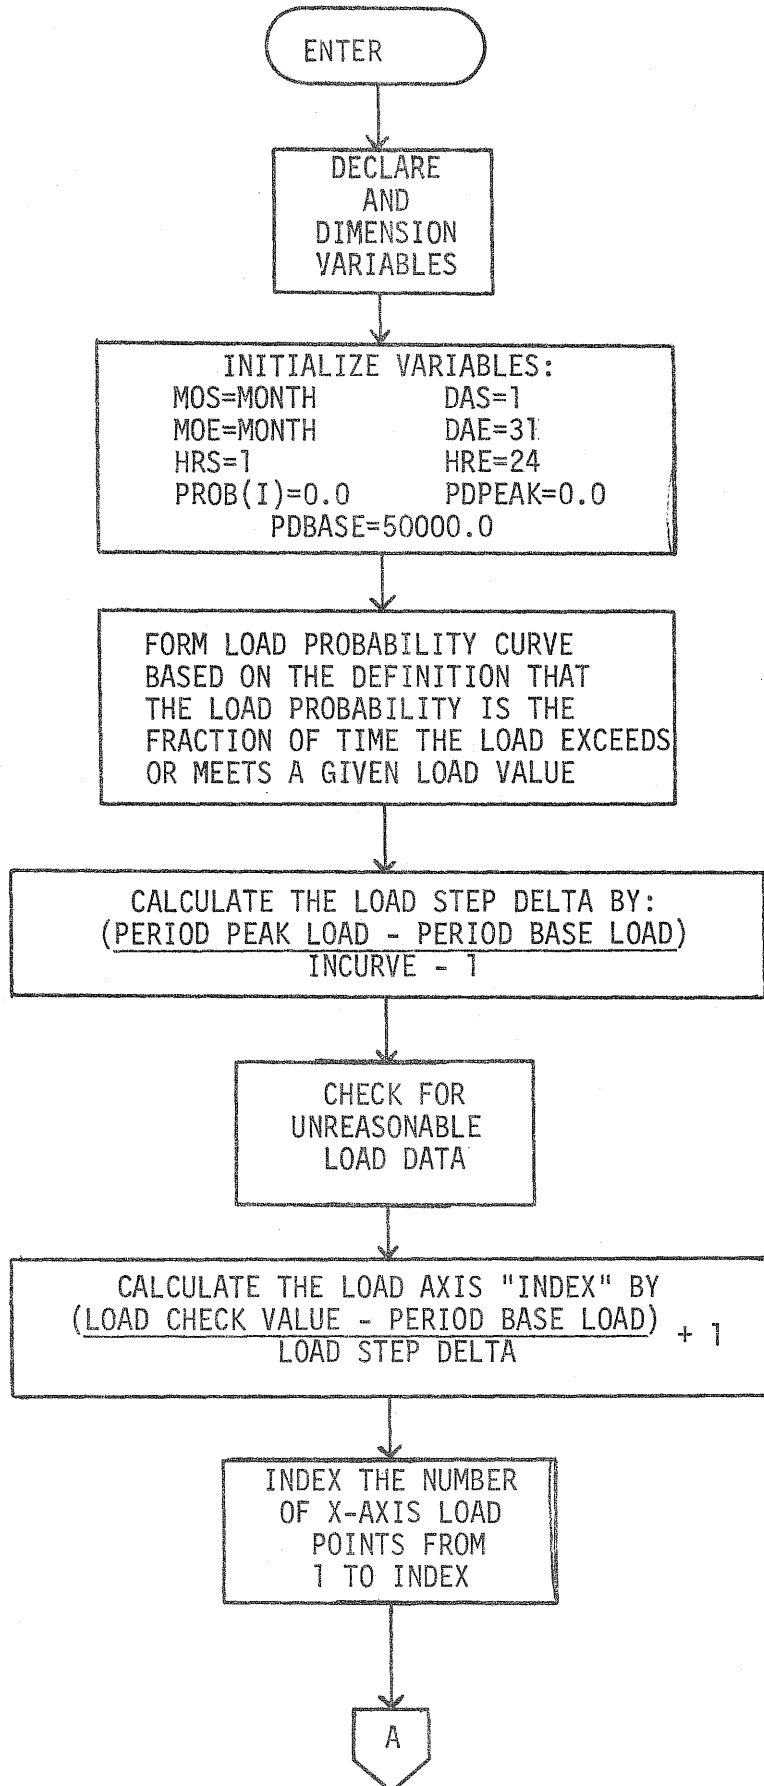 ENTER
DECLARE
AND
DIMENSION
VARIABLES
INITIALIZE VARIABLES:
MOS=MONTH DAS=1
MOE=MONTH DAE=31
HRS=1 HRE=24
PROB(I)=0.0 PDPEAK=0.0
PDBASE=50000.0
FORM LOAD PROBABILITY CURVE
BASED ON THE DEFINITION THAT
THE LOAD PROBABILITY IS THE
FRACTION OF TIME THE LOAD EXCEEDS
OR MEETS A GIVEN LOAD VALUE
CALCULATE THE LOAD STEP DELTA BY:
(PERIOD PEAK LOAD - PERIOD BASE LOAD)
INCURVE - 1
CHECK FOR
UNREASONABLE
LOAD DATA
CALCULATE THE LOAD AXIS "INDEX" BY
(LOAD CHECK VALUE - PERIOD BASE LOAD) + 1
LOAD STEP DELTA
INDEX THE NUMBER
OF X-AXIS LOAD
POINTS FROM
1 TO INDEX
A